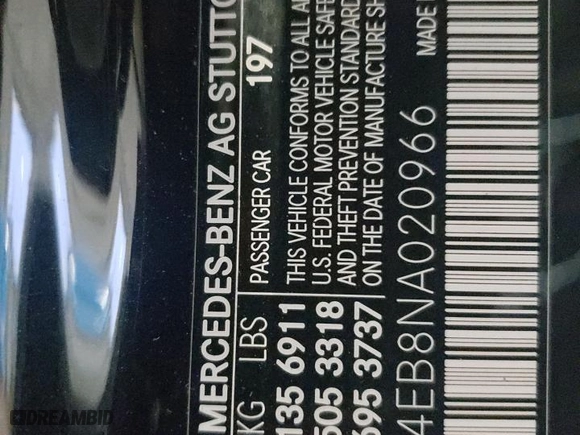 MERCEDES-BENZ AG STUTTG
KG LBS PASSENGER CAR 197
135 6911 THIS VEHICLE CONFORMS TO ALL A
505 3318 U.S. FEDERAL MOTOR VEHICLE SAFE
695 3737 AND THEFT PREVENTION STANDARD
ON THE DATE OF MANUFACTURE SH
4EB8NA020966 MADE
DREAMBID